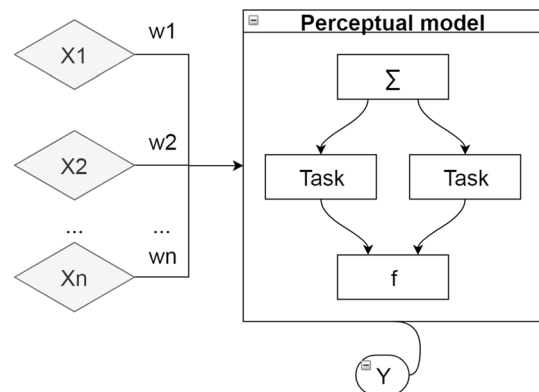 Perceptual model
w1
X1
Σ
w2
X2
Task
Task
...
...
wn
Xn
f
Y